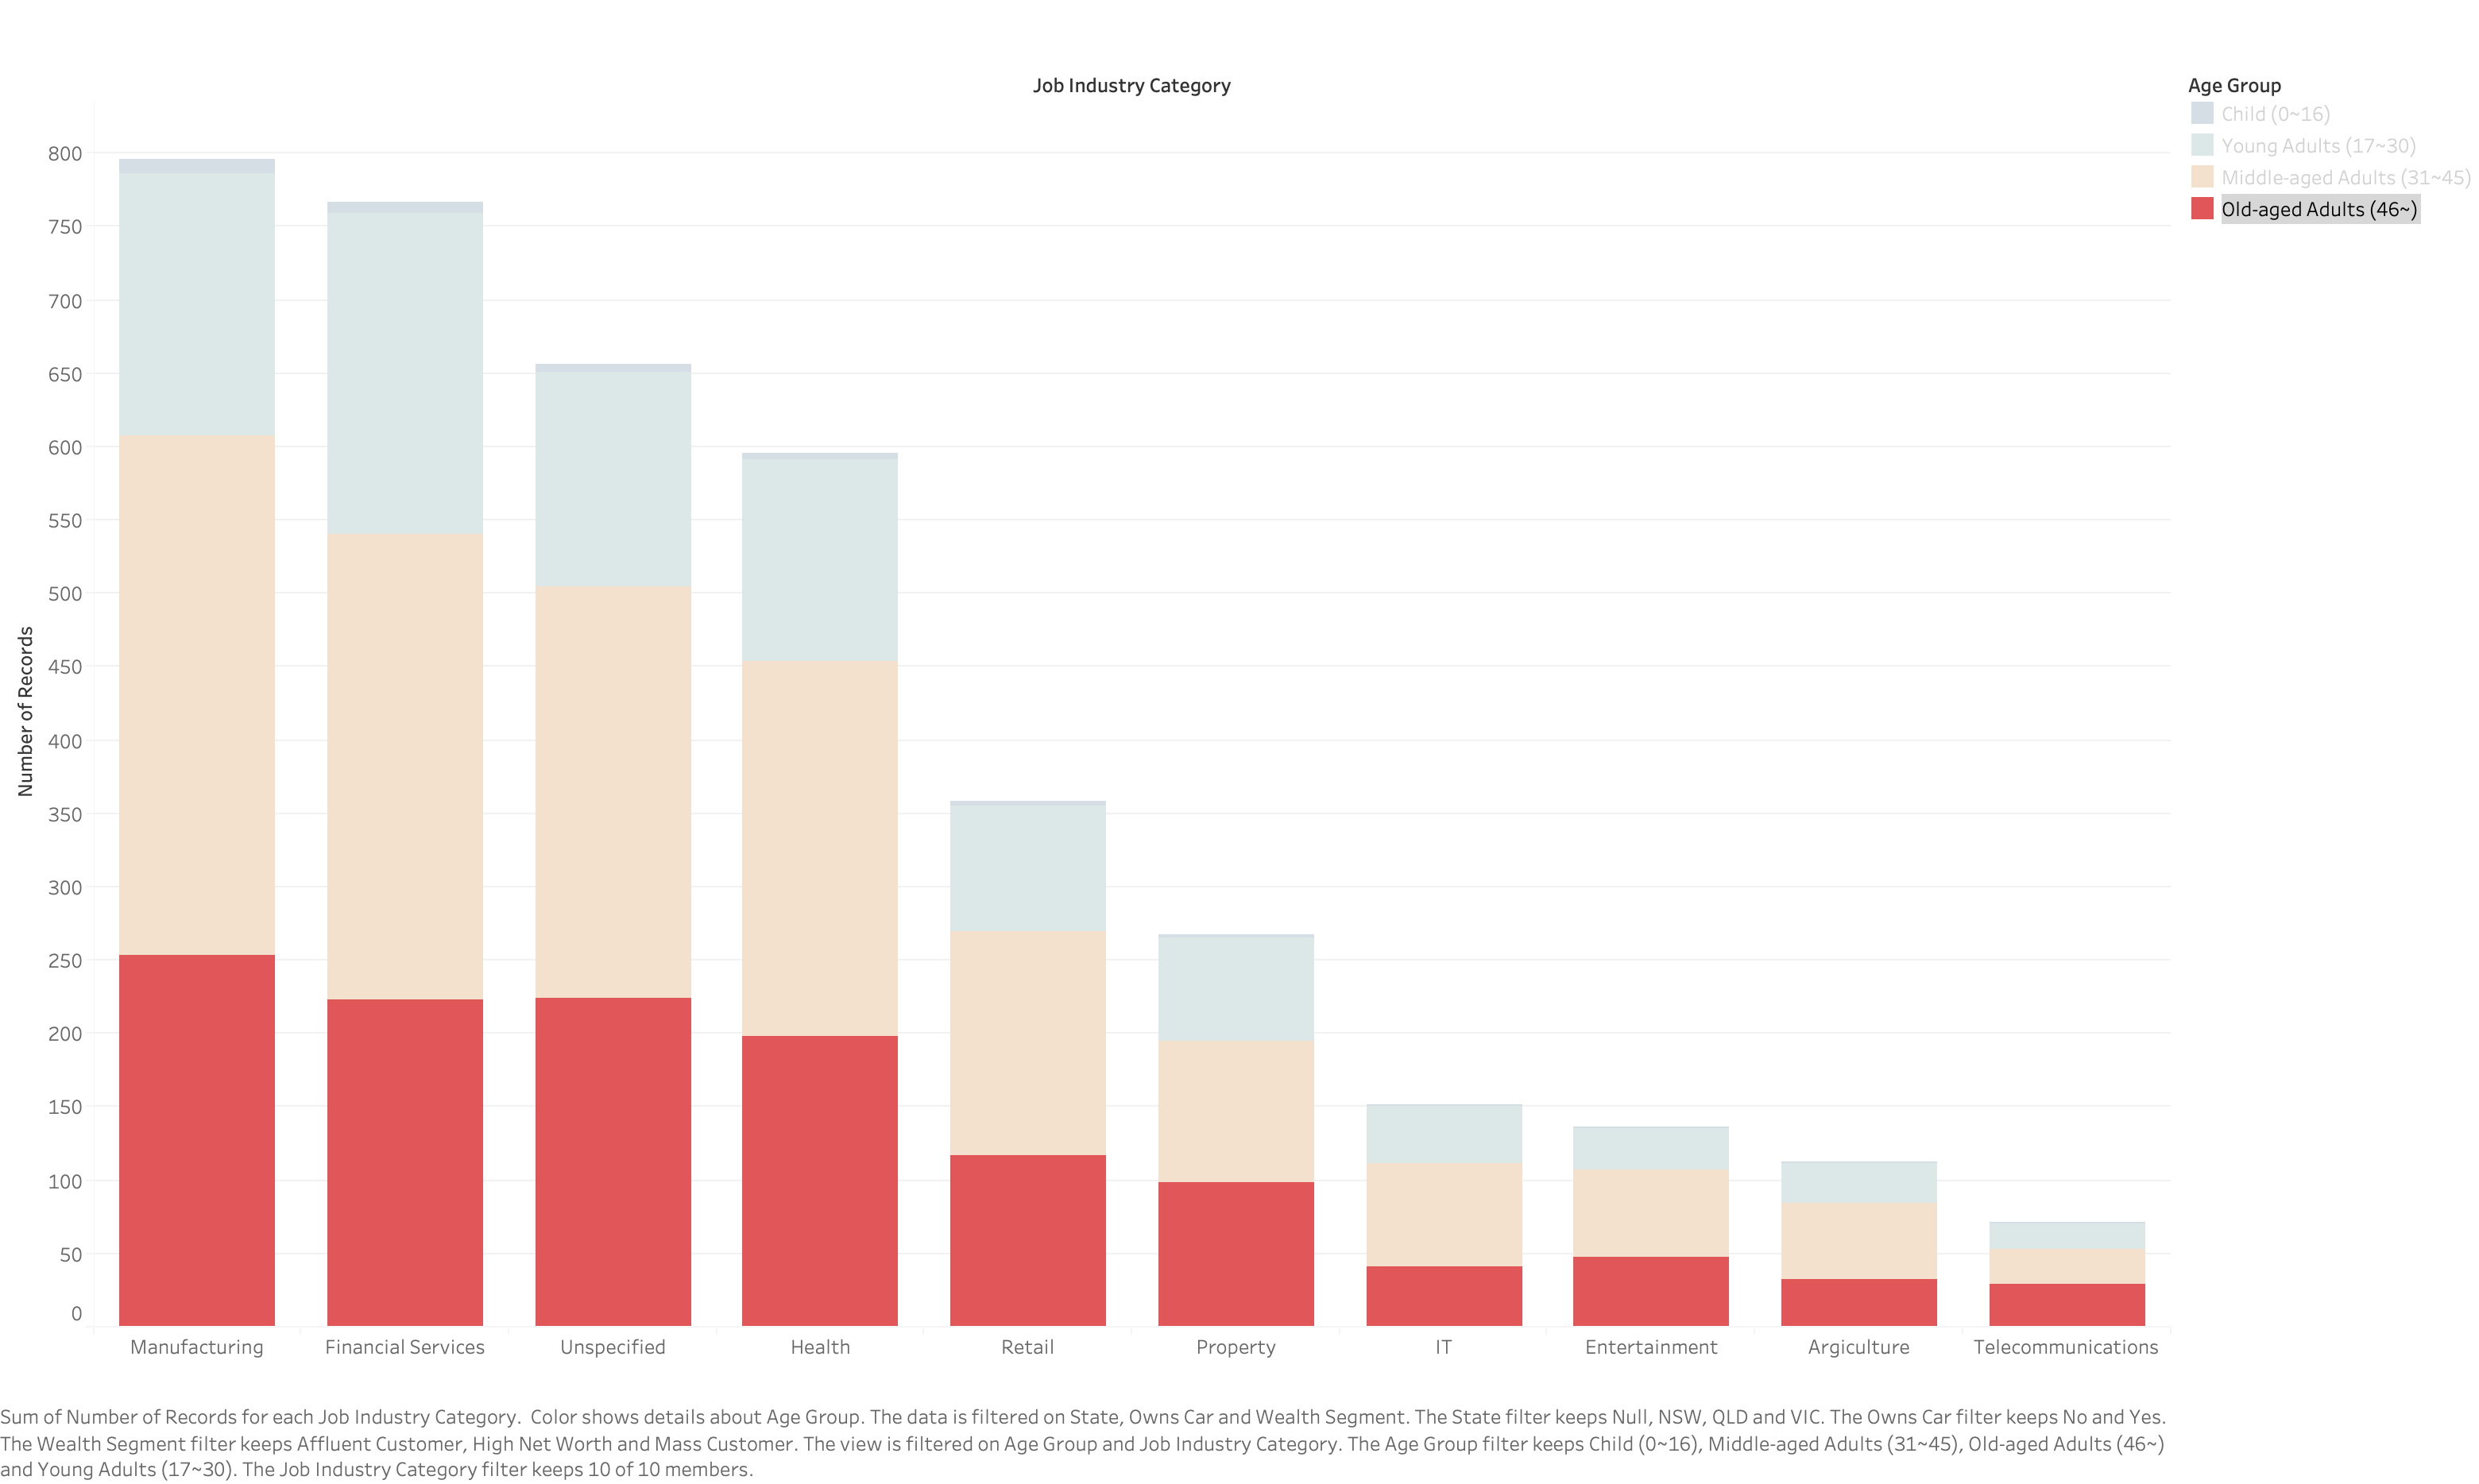 Job Industry Category
Age Group
Child (0~16)
Young Adults (17~30)
Middle-aged Adults (31~45)
Old-aged Adults (46~)
Number of Records
800
750
700
650
600
550
500
450
400
350
300
250
200
150
100
50
0
Manufacturing
Financial Services
Unspecified
Health
Retail
Property
IT
Entertainment
Argiculture
Telecommunications
Sum of Number of Records for each Job Industry Category.  Color shows details about Age Group. The data is filtered on State, Owns Car and Wealth Segment. The State filter keeps Null, NSW, QLD and VIC. The Owns Car filter keeps No and Yes.
The Wealth Segment filter keeps Affluent Customer, High Net Worth and Mass Customer. The view is filtered on Age Group and Job Industry Category. The Age Group filter keeps Child (0~16), Middle-aged Adults (31~45), Old-aged Adults (46~)
and Young Adults (17~30). The Job Industry Category filter keeps 10 of 10 members.